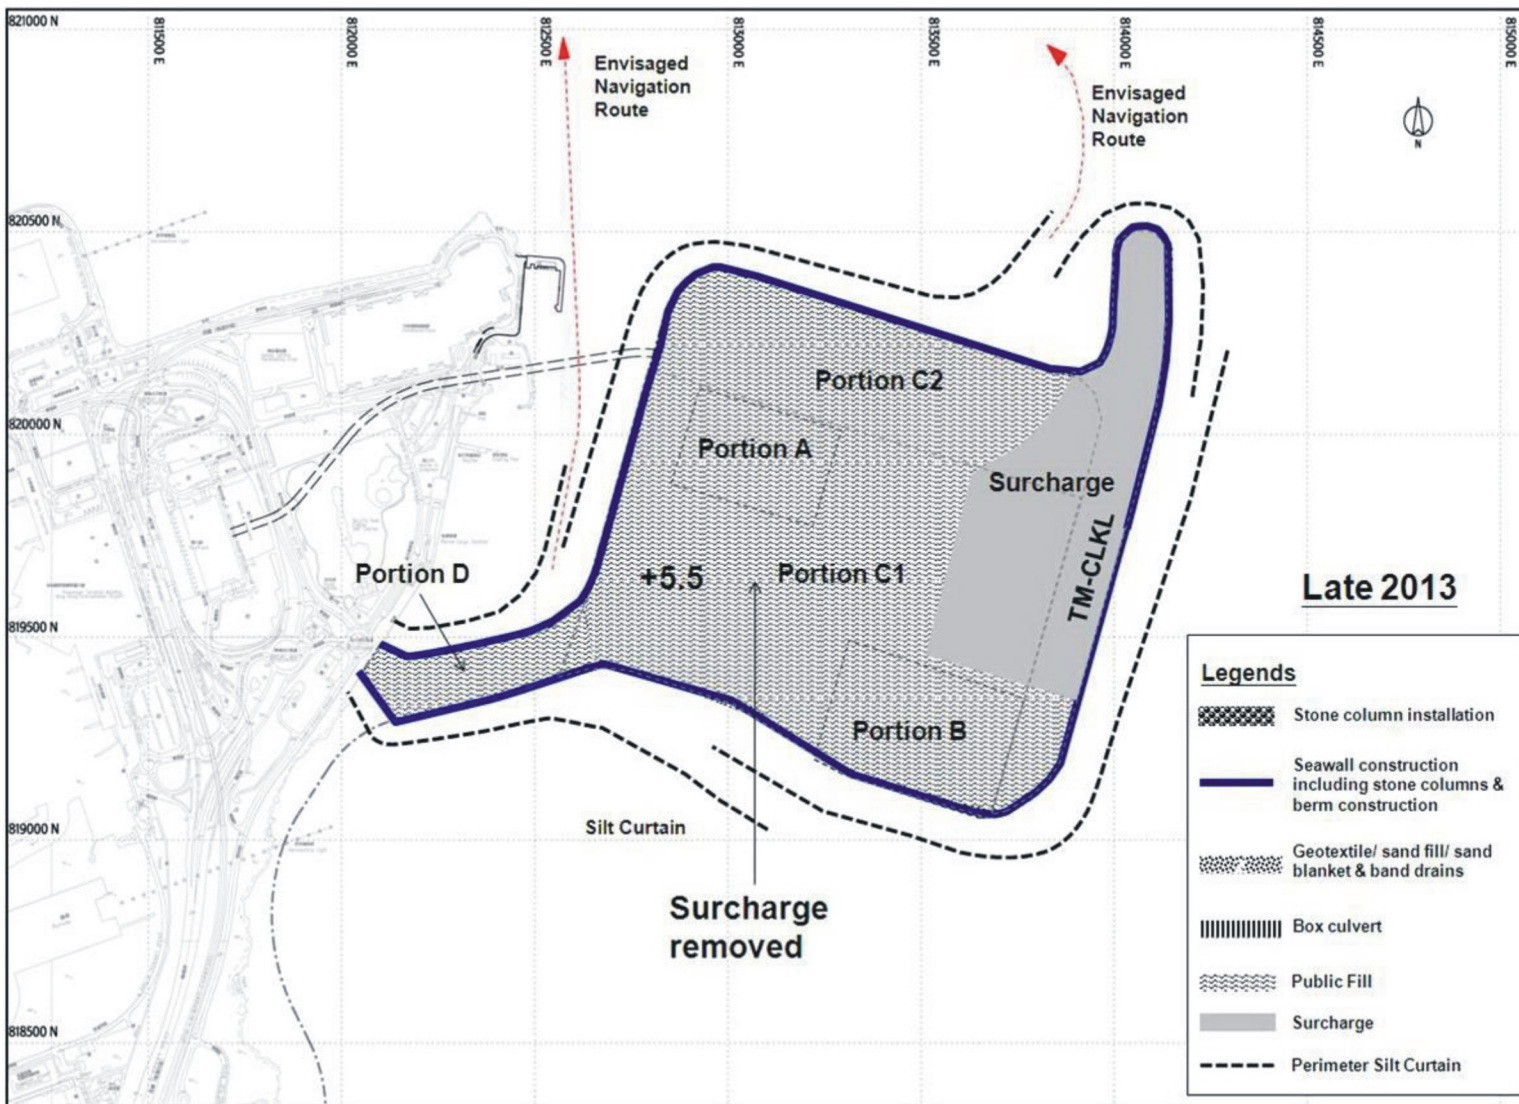 821000 N
811500 E
812000 E
812500 E
813000 E
813500 E
814000 E
814500 E
815000 E
Envisaged
Navigation
Route
Envisaged
Navigation
Route
N
820500 N
Portion C2
820000 N
Portion A
Surcharge
TM-CLKL
Portion D
+5.5
Portion C1
Late 2013
819500 N
Portion B
819000 N
Silt Curtain
Surcharge
removed
818500 N
Legends
Stone column installation
Seawall construction
including stone columns &
berm construction
Geotextile/ sand fill/ sand
blanket & band drains
Box culvert
Public Fill
Surcharge
Perimeter Silt Curtain